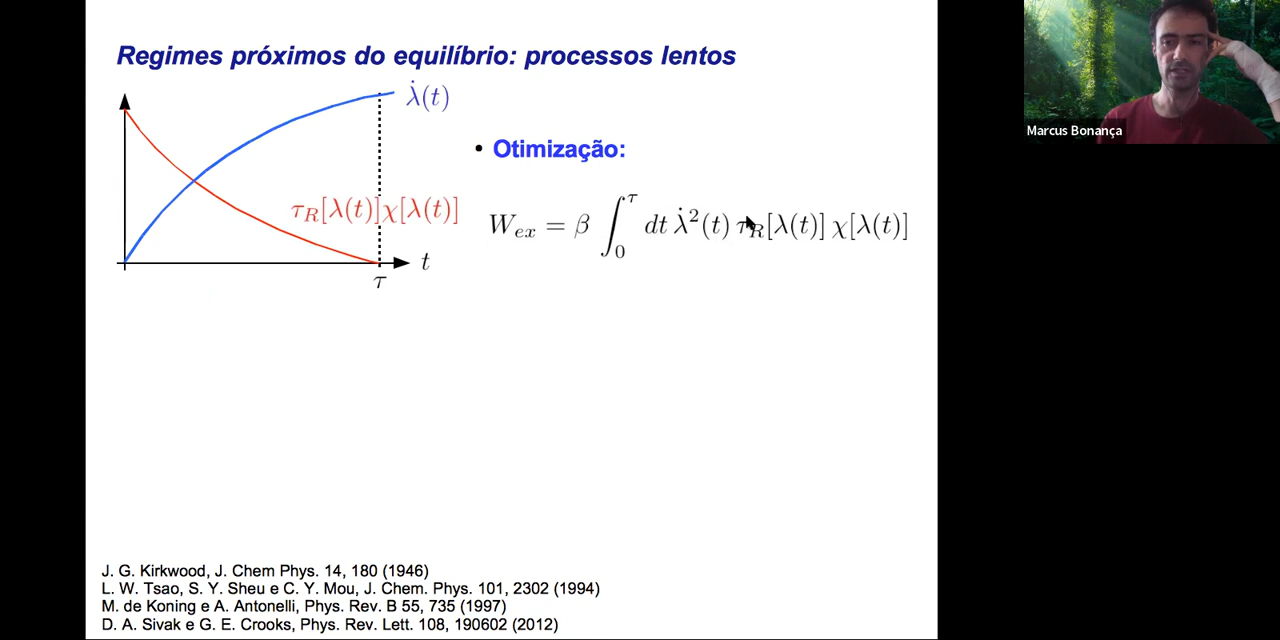 Regimes próximos do equilíbrio: processos lentos
λ̇(t)
• Otimização:
τ_R[λ(t)]χ[λ(t)]
W_ex = β ∫_0^τ dt λ̇²(t) τ_R[λ(t)] χ[λ(t)]
t
τ
J. G. Kirkwood, J. Chem Phys. 14, 180 (1946)
L. W. Tsao, S. Y. Sheu e C. Y. Mou, J. Chem. Phys. 101, 2302 (1994)
M. de Koning e A. Antonelli, Phys. Rev. B 55, 735 (1997)
D. A. Sivak e G. E. Crooks, Phys. Rev. Lett. 108, 190602 (2012)
Marcus Bonança